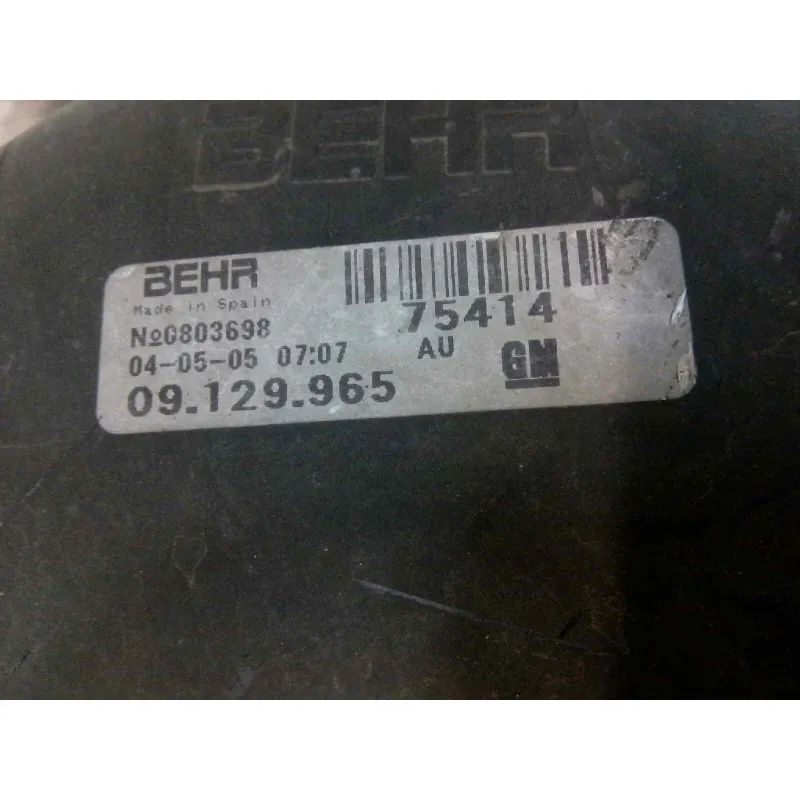 BEHR
BEHR
Made in Spain
№0803698
04-05-05 07:07
09.129.965
75414
AU
GM